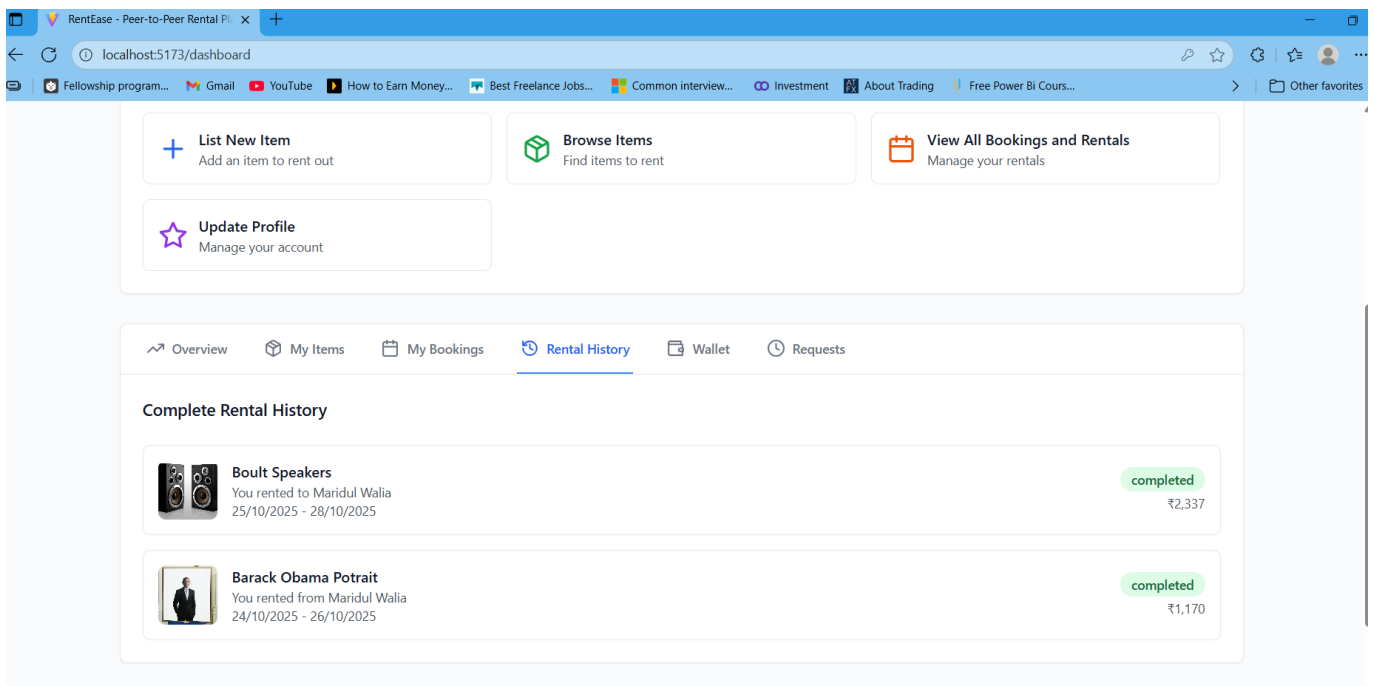 RentEase - Peer-to-Peer Rental Pl
localhost:5173/dashboard
Fellowship program... Gmail YouTube How to Earn Money... Best Freelance Jobs... Common interview... Investment About Trading Free Power Bi Cours... Other favorites
List New Item
Add an item to rent out
Browse Items
Find items to rent
View All Bookings and Rentals
Manage your rentals
Update Profile
Manage your account
Overview My Items My Bookings Rental History Wallet Requests
Complete Rental History
Boult Speakers
You rented to Maridul Walia
25/10/2025 - 28/10/2025
completed
₹2,337
Barack Obama Potrait
You rented from Maridul Walia
24/10/2025 - 26/10/2025
completed
₹1,170